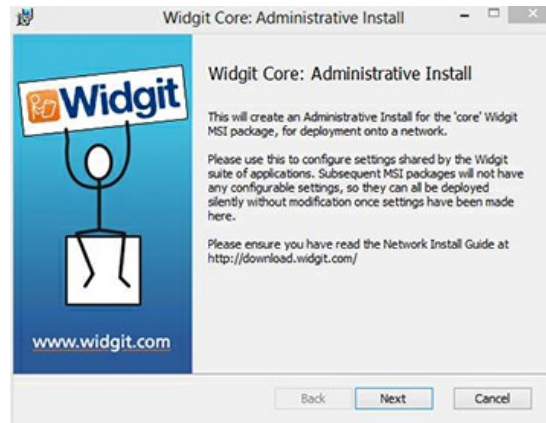 Widgit Core: Administrative Install
Widgit
Widgit Core: Administrative Install
This will create an Administrative Install for the 'core' Widgit
MSI package, for deployment onto a network.
Please use this to configure settings shared by the Widgit
suite of applications. Subsequent MSI packages will not have
any configurable settings, so they can all be deployed
silently without modification once settings have been made
here.
Please ensure you have read the Network Install Guide at
http://download.widgit.com/
www.widgit.com
Back Next Cancel